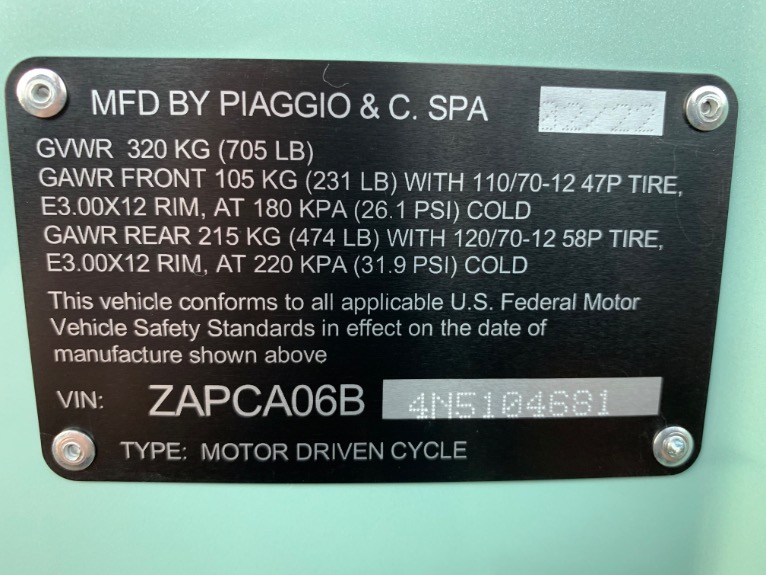 MFD BY PIAGGIO & C. SPA 02/22
GVWR 320 KG (705 LB)
GAWR FRONT 105 KG (231 LB) WITH 110/70-12 47P TIRE,
E3.00X12 RIM, AT 180 KPA (26.1 PSI) COLD
GAWR REAR 215 KG (474 LB) WITH 120/70-12 58P TIRE,
E3.00X12 RIM, AT 220 KPA (31.9 PSI) COLD
This vehicle conforms to all applicable U.S. Federal Motor
Vehicle Safety Standards in effect on the date of
manufacture shown above
VIN: ZAPCA06B 4N5104681
TYPE: MOTOR DRIVEN CYCLE